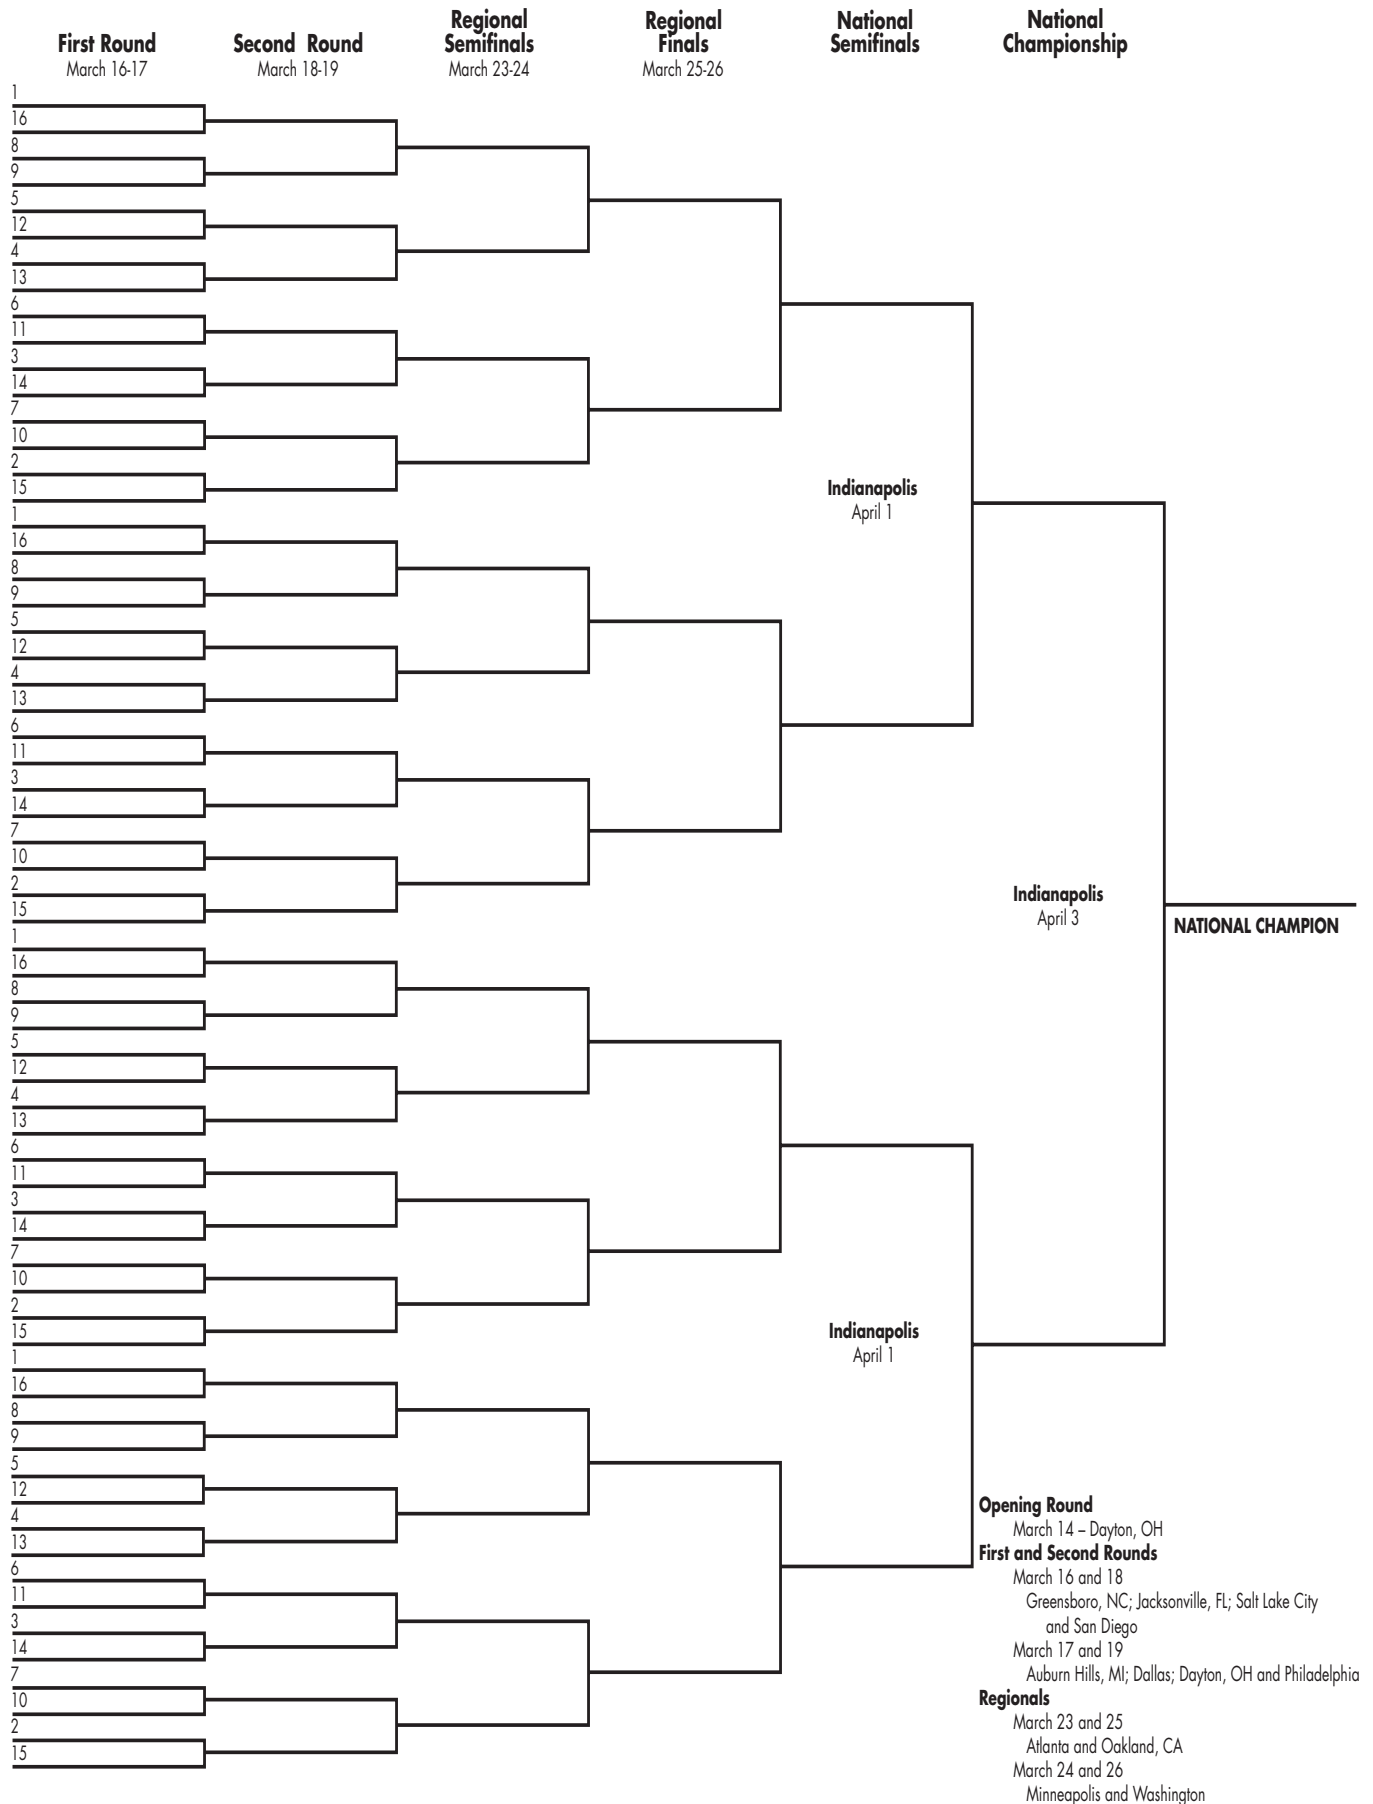 First Round
March 16-17
Second Round
March 18-19
Regional
Semifinals
March 23-24
Regional
Finals
March 25-26
National
Semifinals
National
Championship
1
16
8
9
5
12
4
13
6
11
3
14
7
10
2
15
1
16
8
9
5
12
4
13
6
11
3
14
7
10
2
15
1
16
8
9
5
12
4
13
6
11
3
14
7
10
2
15
1
16
8
9
5
12
4
13
6
11
3
14
7
10
2
15
Indianapolis
April 1
Indianapolis
April 3
NATIONAL CHAMPION
Indianapolis
April 1
Opening Round
March 14 – Dayton, OH
First and Second Rounds
March 16 and 18
Greensboro, NC; Jacksonville, FL; Salt Lake City
and San Diego
March 17 and 19
Auburn Hills, MI; Dallas; Dayton, OH and Philadelphia
Regionals
March 23 and 25
Atlanta and Oakland, CA
March 24 and 26
Minneapolis and Washington